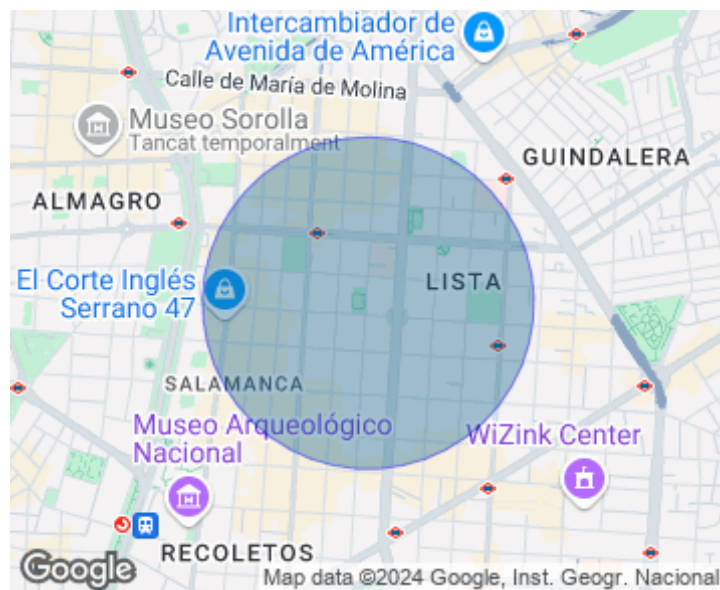 Intercambiador de
Avenida de América
Calle de María de Molina
Museo Sorolla
Tancat temporalment
GUINDALERA
ALMAGRO
El Corte Inglés
Serrano 47
LISTA
SALAMANCA
Museo Arqueológico
Nacional
WiZink Center
RECOLETOS
Google
Map data ©2024 Google, Inst. Geogr. Nacional